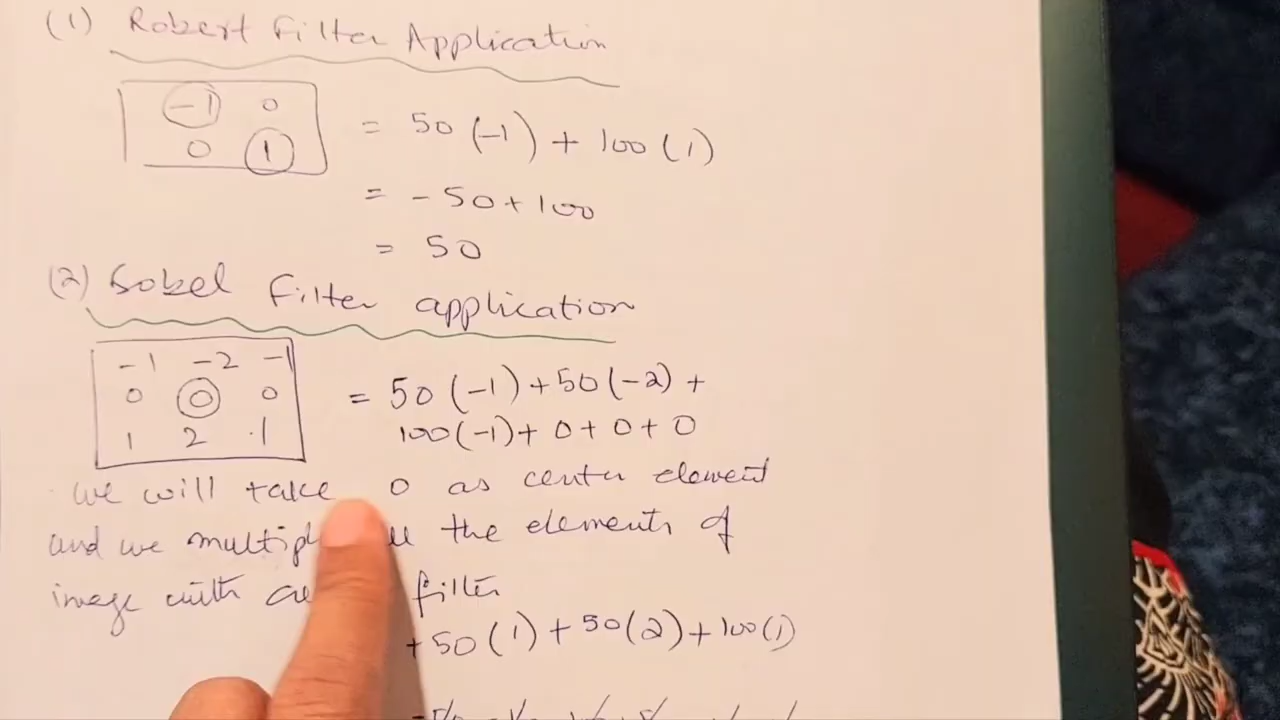 (1) Robert Filter Application
-1 0
0 1
= 50 (-1) + 100 (1)
= -50 + 100
= 50
(2) Sobel Filter application
-1 -2 -1
0 0 0
1 2 1
= 50 (-1) + 50 (-2) +
100 (-1) + 0 + 0 + 0
we will take 0 as center element
and we the elements of
image with filter
+ 50 (1) + 50 (2) + 100 (1)